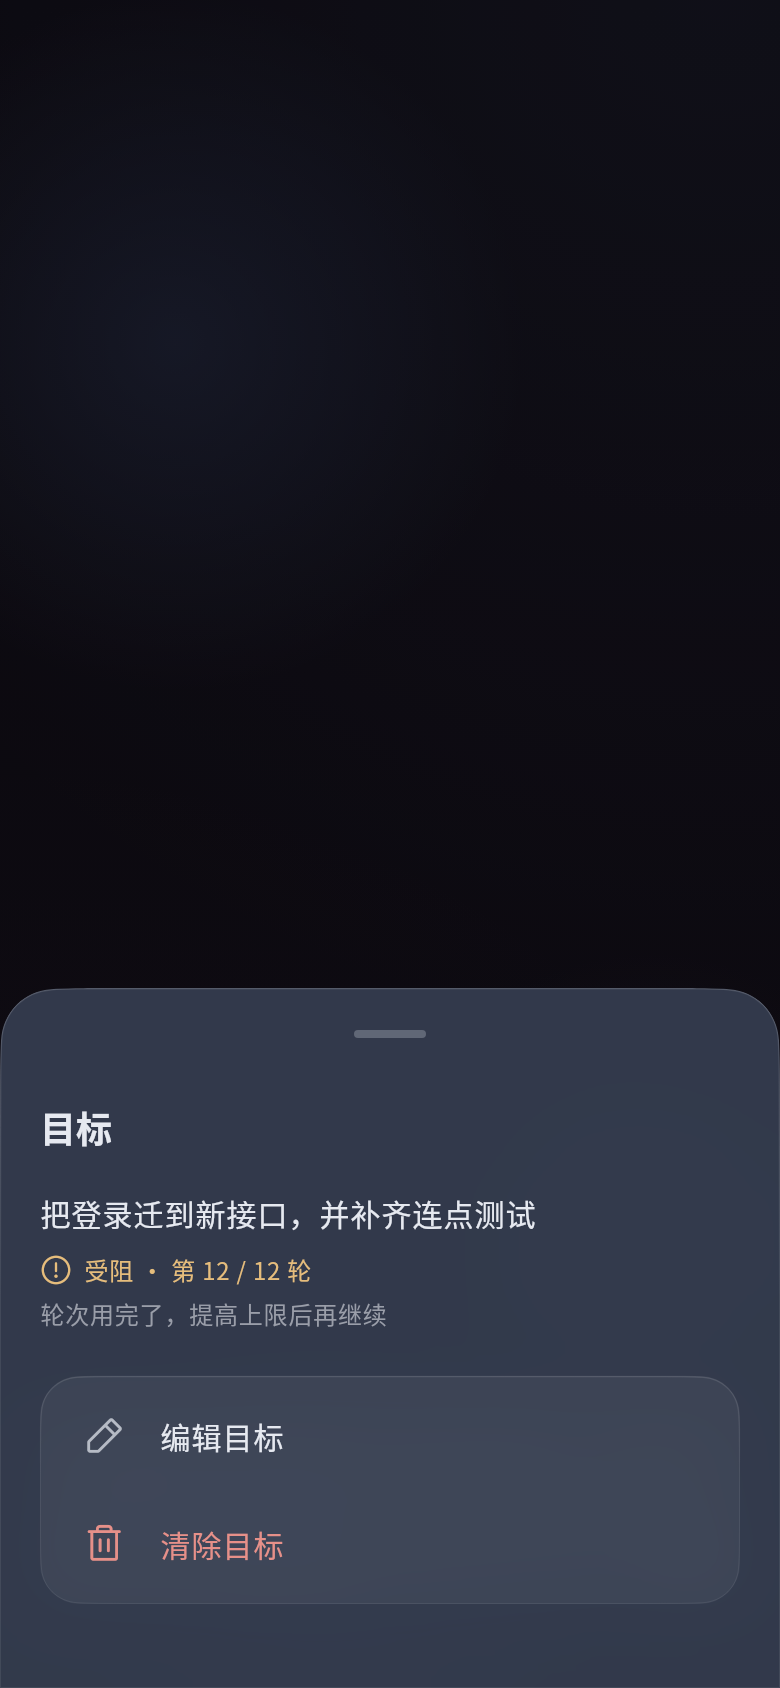 目标
把登录迁到新接口，并补齐连点测试
受阻 · 第 12 / 12 轮
轮次用完了，提高上限后再继续
编辑目标
清除目标